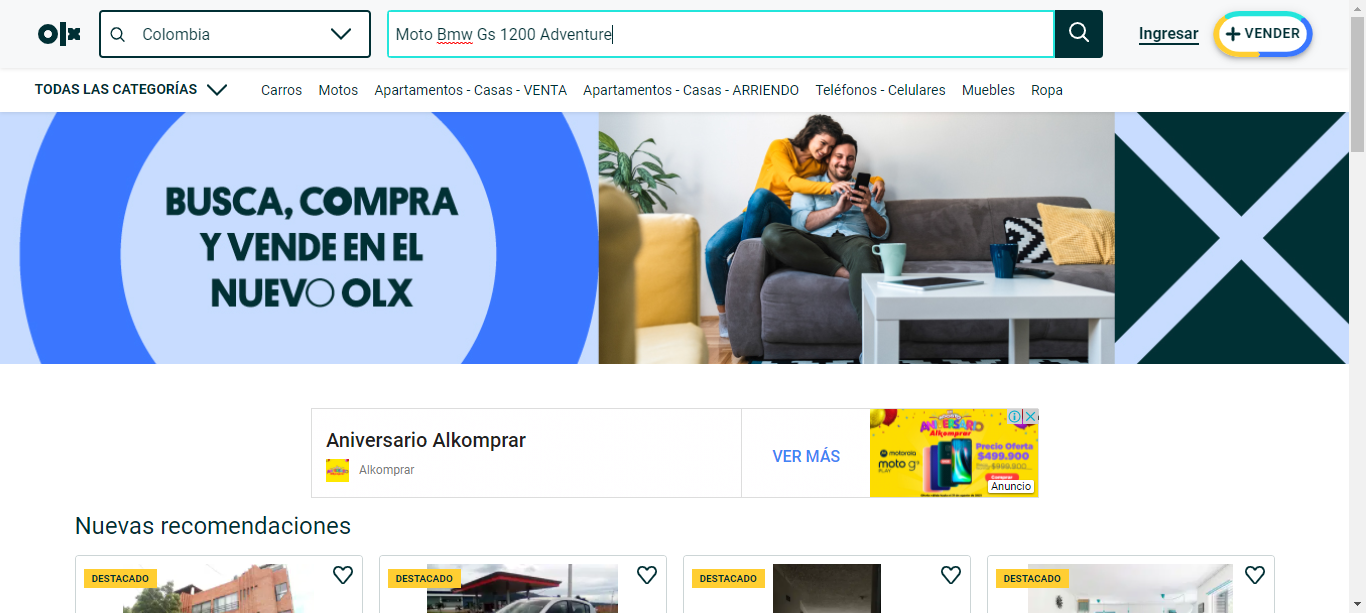 olx
Colombia
Moto Bmw Gs 1200 Adventure
Ingresar
+ VENDER
TODAS LAS CATEGORÍAS
Carros
Motos
Apartamentos - Casas - VENTA
Apartamentos - Casas - ARRIENDO
Teléfonos - Celulares
Muebles
Ropa
BUSCA, COMPRA
Y VENDE EN EL
NUEVO OLX
Aniversario Alkomprar
Alkomprar
VER MÁS
ANIVERSARIO
Alkomprar
motorola
moto g9
PLAY
Precio Oferta
$499.900
Anuncio
Nuevas recomendaciones
DESTACADO
DESTACADO
DESTACADO
DESTACADO